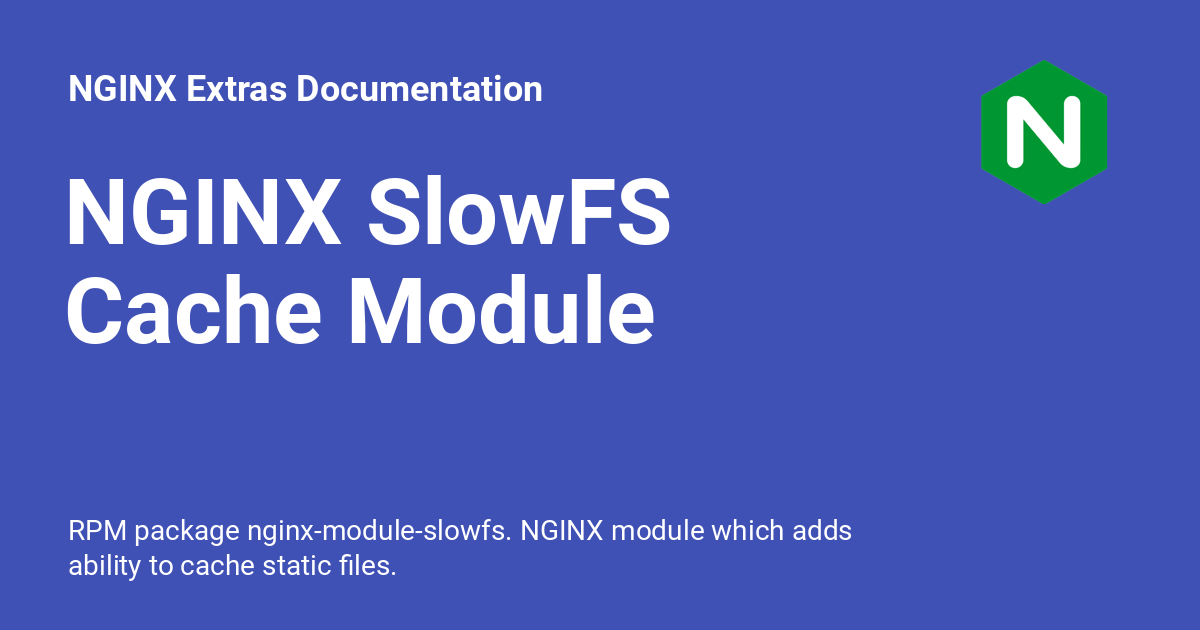 NGINX Extras Documentation
NGINX SlowFS
Cache Module
RPM package nginx-module-slowfs. NGINX module which adds
ability to cache static files.